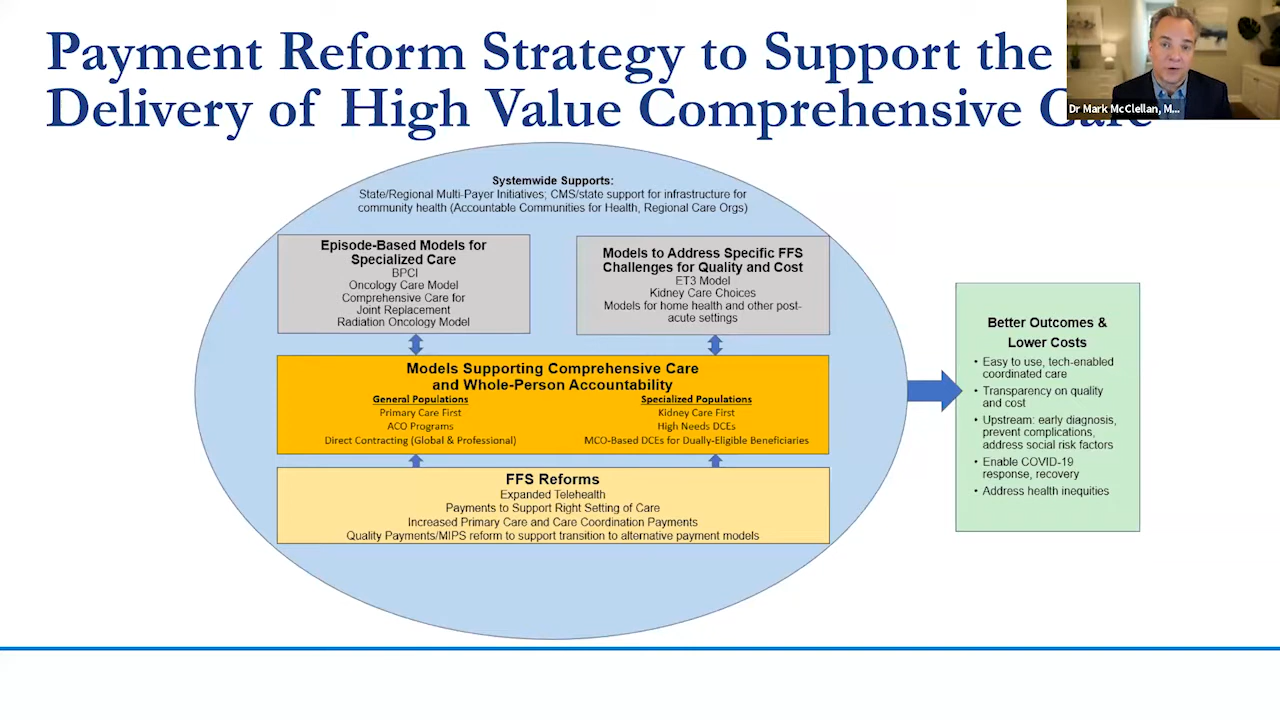 Payment Reform Strategy to Support the
Delivery of High Value Comprehensive Care
Dr Mark McClellan, M...
Systemwide Supports:
State/Regional Multi-Payer Initiatives; CMS/state support for infrastructure for
community health (Accountable Communities for Health, Regional Care Orgs)
Episode-Based Models for
Specialized Care
BPCI
Oncology Care Model
Comprehensive Care for
Joint Replacement
Radiation Oncology Model
Models to Address Specific FFS
Challenges for Quality and Cost
ET3 Model
Kidney Care Choices
Models for home health and other post-
acute settings
Models Supporting Comprehensive Care
and Whole-Person Accountability
General Populations
Primary Care First
ACO Programs
Direct Contracting (Global & Professional)
Specialized Populations
Kidney Care First
High Needs DCEs
MCO-Based DCEs for Dually-Eligible Beneficiaries
FFS Reforms
Expanded Telehealth
Payments to Support Right Setting of Care
Increased Primary Care and Care Coordination Payments
Quality Payments/MIPS reform to support transition to alternative payment models
Better Outcomes &
Lower Costs
• Easy to use, tech-enabled
coordinated care
• Transparency on quality
and cost
• Upstream: early diagnosis,
prevent complications,
address social risk factors
• Enable COVID-19
response, recovery
• Address health inequities